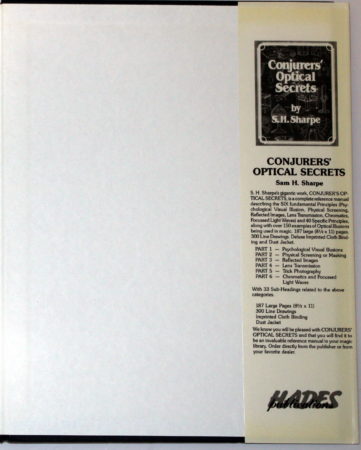 Conjurers'
Optical
Secrets
by
S.H. Sharpe
CONJURERS'
OPTICAL SECRETS
Sam H. Sharpe
S. H. Sharpe's gigantic work, CONJURER'S OP-
TICAL SECRETS, is a complete reference manual
describing the SIX fundamental Principles (Psy-
chological Visual Illusion, Physical Screening,
Reflected Images, Lens Transmission, Chromatics,
Focussed Light Waves) and 40 Specific Principles,
along with over 150 examples of Optical Illusions
being used in magic. 187 large (8½ x 11) pages.
300 Line Drawings. Deluxe Imprinted Cloth Bind-
ing and Dust Jacket.
PART 1 — Psychological Visual Illusions
PART 2 — Physical Screening or Masking
PART 3 — Reflected Images
PART 4 — Lens Transmission
PART 5 — Trick Photography
PART 6 — Chromatics and Focussed
Light Waves
With 33 Sub-Headings related to the above
categories.
187 Large Pages (8½ x 11)
300 Line Drawings
Imprinted Cloth Binding
Dust Jacket
We know you will be pleased with CONJURERS'
OPTICAL SECRETS and that you will find it to
be an invaluable reference manual to your magic
library. Order directly from the publisher or from
your favorite dealer.
HADES
publications